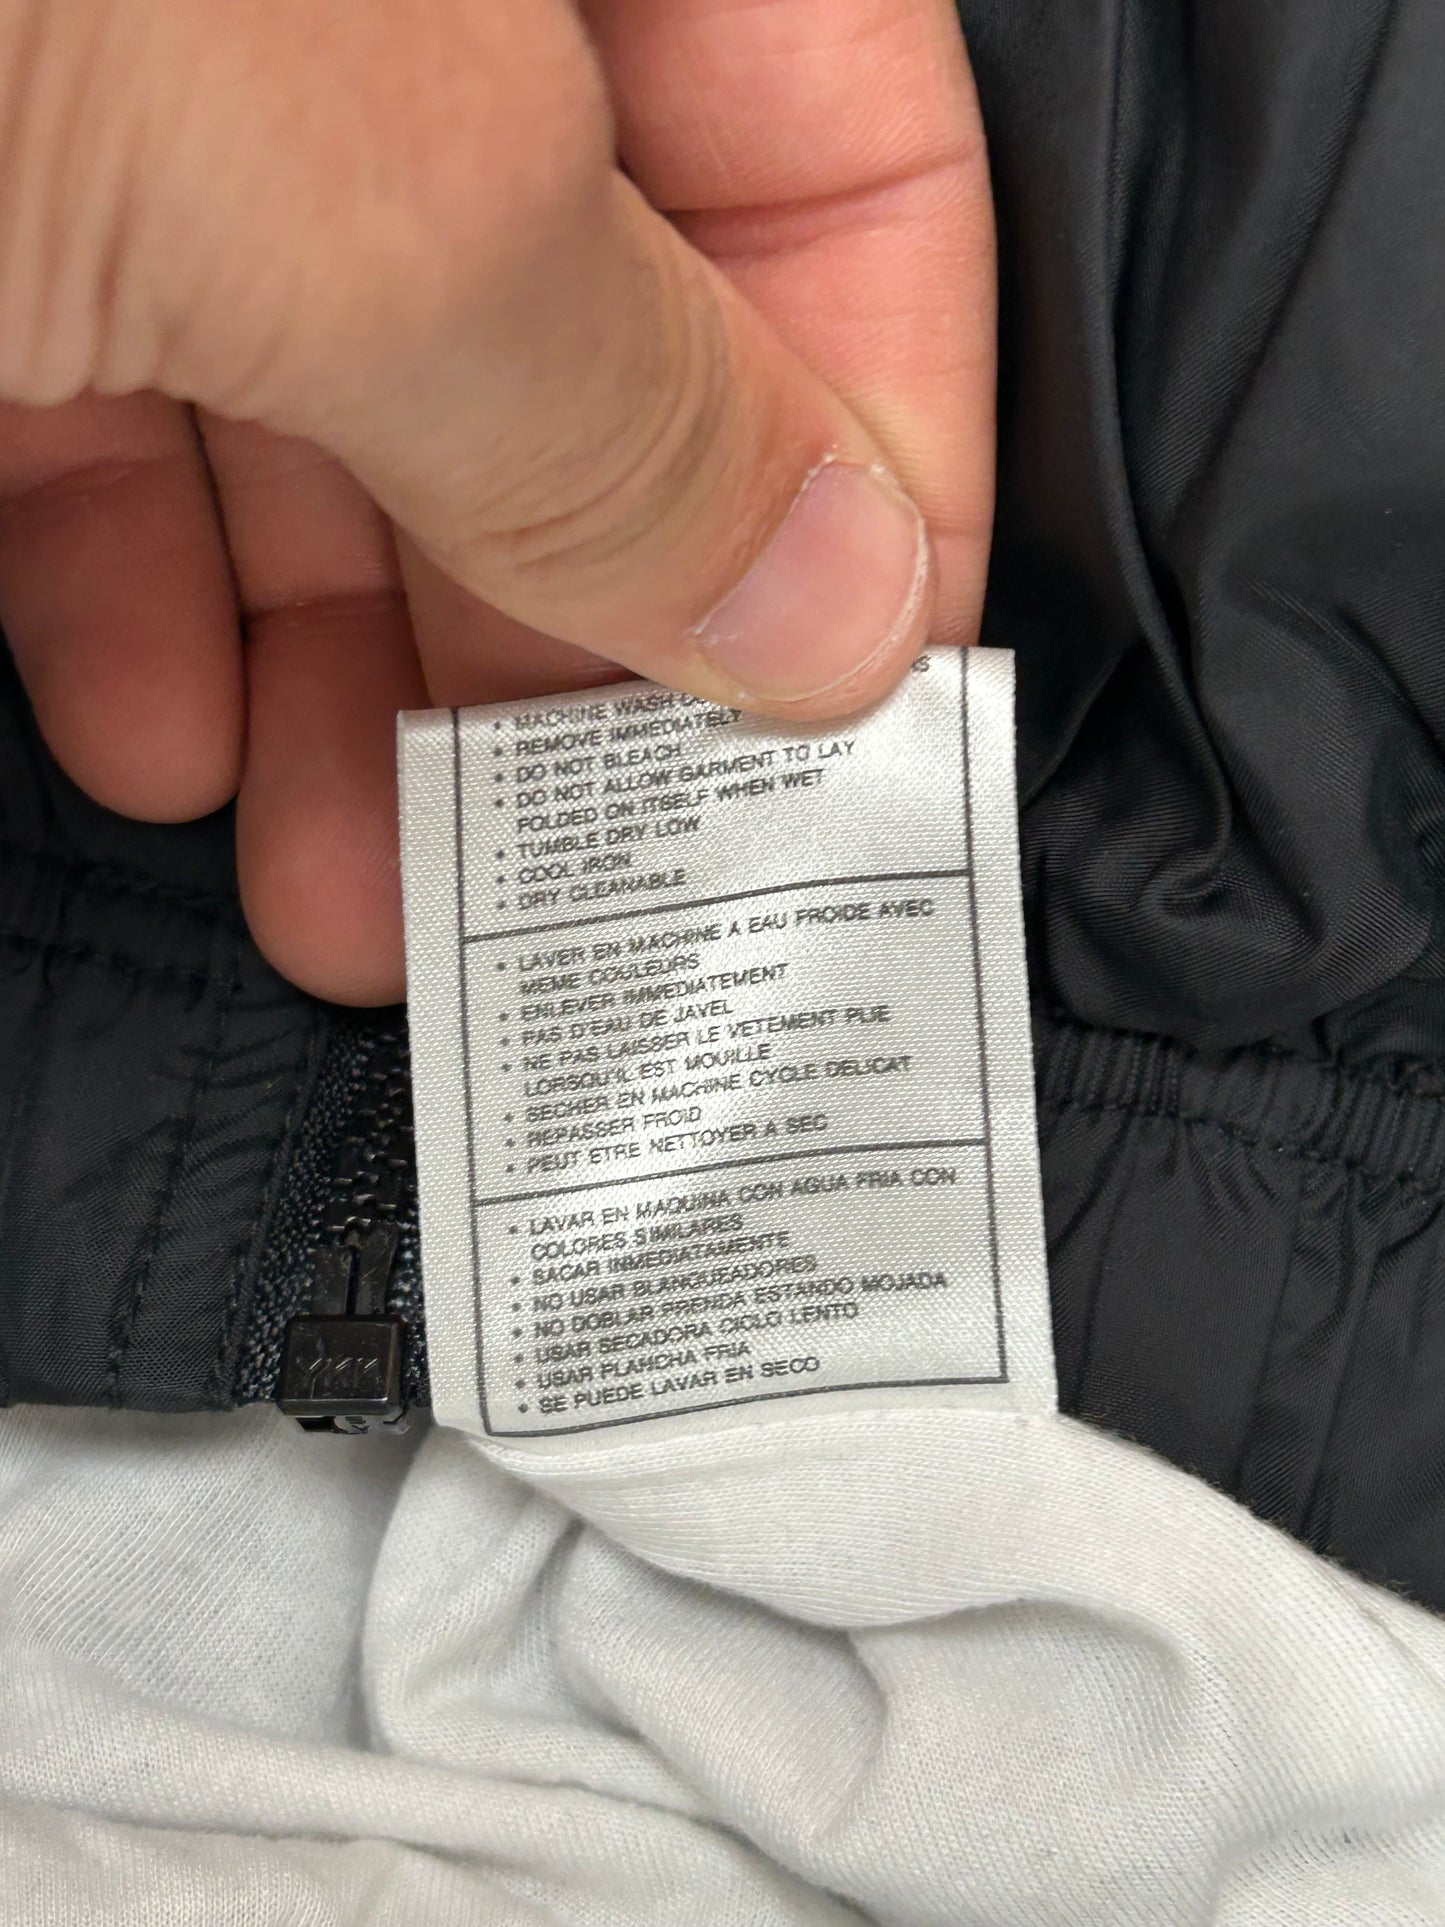 • MACHINE WASH
• REMOVE IMMEDIATELY
• DO NOT BLEACH
• DO NOT ALLOW GARMENT TO LAY
FOLDED ON ITSELF WHEN WET
• TUMBLE DRY LOW
• COOL IRON
• DRY CLEANABLE
• LAVER EN MACHINE A EAU FROIDE AVEC
MEME COULEURS
• ENLEVER IMMEDIATEMENT
• PAS D'EAU DE JAVEL
• NE PAS LAISSER LE VETEMENT PLIE
LORSQU'IL EST MOUILLE
• SECHER EN MACHINE CYCLE DELICAT
• REPASSER FROID
• PEUT ETRE NETTOYER A SEC
• LAVAR EN MAQUINA CON AGUA FRIA CON
COLORES SIMILARES
• SACAR INMEDIATAMENTE
• NO USAR BLANQUEADORES
• NO DOBLAR PRENDA ESTANDO MOJADA
• USAR SECADORA CICLO LENTO
• USAR PLANCHA FRIA
• SE PUEDE LAVAR EN SECO
YKK